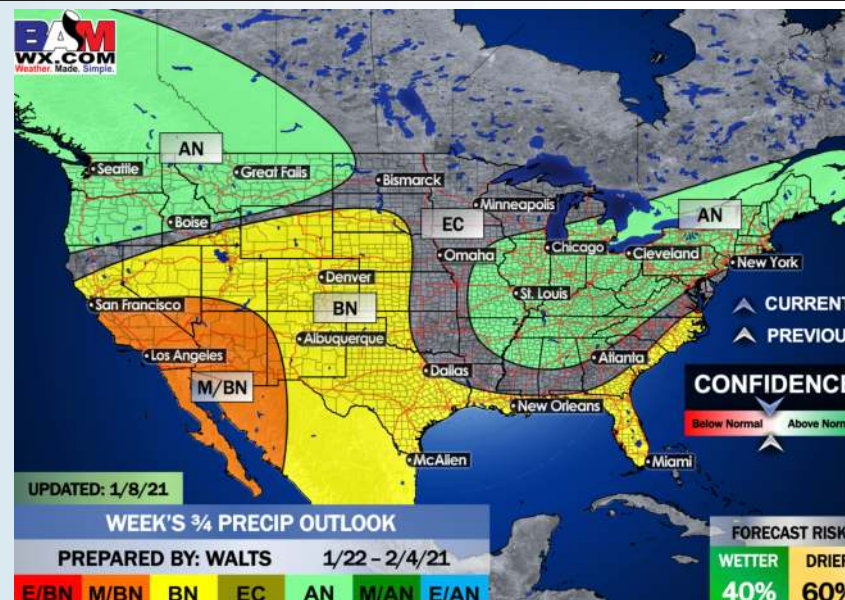 BAM
WX.COM
Weather. Made. Simple.
AN
Seattle
Great Falls
Bismarck
Boise
Minneapolis
EC
AN
Omaha
Chicago
Cleveland
New York
Denver
San Francisco
BN
St. Louis
CURRENT
Albuquerque
PREVIOU
Los Angeles
Atlanta
Dallas
M/BN
CONFIDENCE
New Orleans
Below Normal
Above Norm
McAllen
Miami
UPDATED: 1/8/21
WEEK'S ¾ PRECIP OUTLOOK
PREPARED BY: WALTS 1/22 – 2/4/21
E/BN M/BN BN EC AN M/AN E/AN
FORECAST RISK
WETTER DRIER
40% 60%